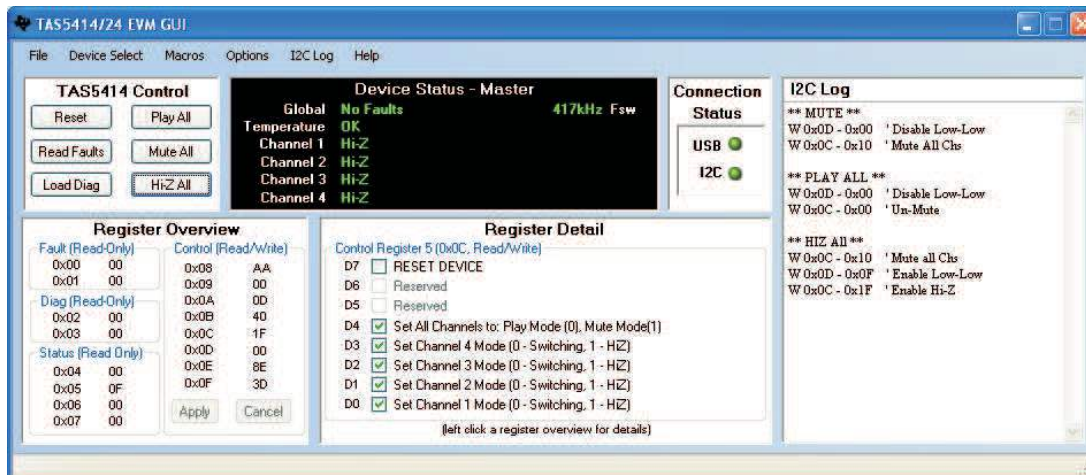 TAS5414/24 EVM GUI
File Device Select Macros Options I2C Log Help
TAS5414 Control
Reset Play All
Read Faults Mute All
Load Diag Hi-Z All
Device Status - Master
Global No Faults 417kHz Fsw
Temperature OK
Channel 1 Hi-Z
Channel 2 Hi-Z
Channel 3 Hi-Z
Channel 4 Hi-Z
Connection
Status
USB
I2C
I2C Log
** MUTE **
W 0x0D - 0x00 ' Disable Low-Low
W 0x0C - 0x10 ' Mute All Chs
** PLAY ALL **
W 0x0D - 0x00 ' Disable Low-Low
W 0x0C - 0x00 ' Un-Mute
** HIZ All **
W 0x0C - 0x10 ' Mute all Chs
W 0x0D - 0x0F ' Enable Low-Low
W 0x0C - 0x1F ' Enable Hi-Z
Register Overview
Fault (Read-Only)
0x00 00
0x01 00
Diag (Read-Only)
0x02 00
0x03 00
Status (Read Only)
0x04 00
0x05 0F
0x06 00
0x07 00
Control (Read/Write)
0x08 AA
0x09 00
0x0A 0D
0x0B 40
0x0C 1F
0x0D 00
0x0E 8E
0x0F 3D
Apply Cancel
Register Detail
Control Register 5 (0x0C, Read/Write)
D7 RESET DEVICE
D6 Reserved
D5 Reserved
D4 Set All Channels to: Play Mode (0), Mute Mode(1)
D3 Set Channel 4 Mode (0 - Switching, 1 - HiZ)
D2 Set Channel 3 Mode (0 - Switching, 1 - HiZ)
D1 Set Channel 2 Mode (0 - Switching, 1 - HiZ)
D0 Set Channel 1 Mode (0 - Switching, 1 - HiZ)
(left click a register overview for details)